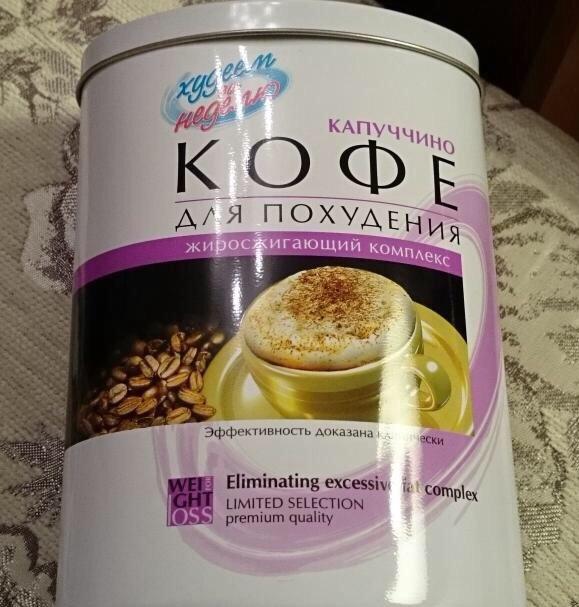 худеем
за
неделю
КАПУЧЧИНО
КОФЕ
ДЛЯ ПОХУДЕНИЯ
ЖИРОСЖИГАЮЩИЙ КОМПЛЕКС
Эффективность доказана клинически
WEI
GHT
LOSS
Eliminating excessive fat complex
LIMITED SELECTION
premium quality